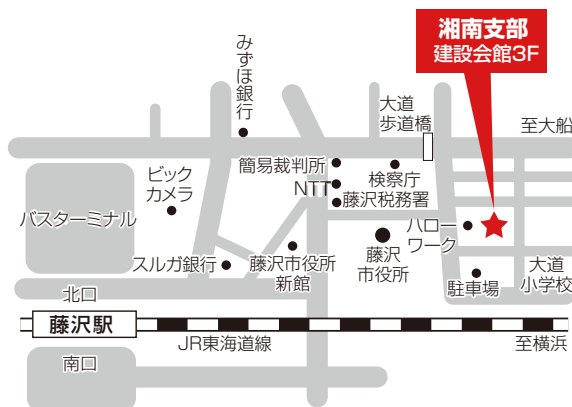 湘南支部
建設会館3F
みずほ銀行
大道
歩道橋
至大船
簡易裁判所
NTT
検察庁
藤沢税務署
ビック
カメラ
バスターミナル
ハロー
ワーク
スルガ銀行
藤沢市役所
新館
藤沢
市役所
駐車場
大道
小学校
北口
藤沢駅
JR東海道線
至横浜
南口